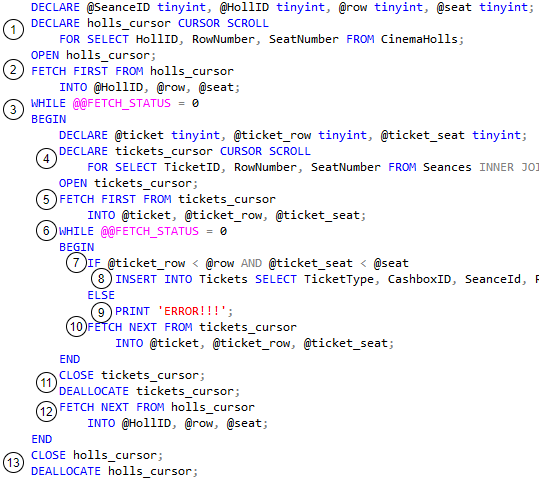 DECLARE @SeanceID tinyint, @HollID tinyint, @row tinyint, @seat tinyint;
1 DECLARE holls_cursor CURSOR SCROLL
FOR SELECT HollID, RowNumber, SeatNumber FROM CinemaHolls;
OPEN holls_cursor;
2 FETCH FIRST FROM holls_cursor
INTO @HollID, @row, @seat;
3 WHILE @@FETCH_STATUS = 0
BEGIN
DECLARE @ticket tinyint, @ticket_row tinyint, @ticket_seat tinyint;
4 DECLARE tickets_cursor CURSOR SCROLL
FOR SELECT TicketID, RowNumber, SeatNumber FROM Seances INNER JOI
OPEN tickets_cursor;
5 FETCH FIRST FROM tickets_cursor
INTO @ticket, @ticket_row, @ticket_seat;
6 WHILE @@FETCH_STATUS = 0
BEGIN
7 IF @ticket_row < @row AND @ticket_seat < @seat
8 INSERT INTO Tickets SELECT TicketType, CashboxID, SeanceId,
ELSE
9 PRINT 'ERROR!!!';
10 FETCH NEXT FROM tickets_cursor
INTO @ticket, @ticket_row, @ticket_seat;
END
11 CLOSE tickets_cursor;
DEALLOCATE tickets_cursor;
12 FETCH NEXT FROM holls_cursor
INTO @HollID, @row, @seat;
END
13 CLOSE holls_cursor;
DEALLOCATE holls_cursor;